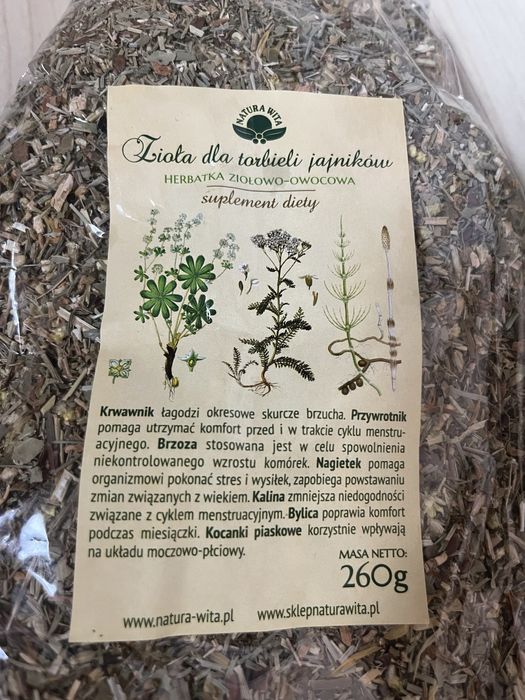 NATURA WITA
Zioła dla torbieli jajników
HERBATKA ZIOŁOWO-OWOCOWA
suplement diety
Krwawnik łagodzi okresowe skurcze brzucha. Przywrotnik
pomaga utrzymać komfort przed i w trakcie cyklu menstru-
acyjnego. Brzoza stosowana jest w celu spowolnienia
niekontrolowanego wzrostu komórek. Nagietek pomaga
organizmowi pokonać stres i wysiłek, zapobiega powstawaniu
zmian związanych z wiekiem. Kalina zmniejsza niedogodności
związane z cyklem menstruacyjnym. Bylica poprawia komfort
podczas miesiączki. Kocanki piaskowe korzystnie wpływają
na układu moczowo-płciowy.
MASA NETTO:
260g
www.natura-wita.pl www.sklepnaturawita.pl